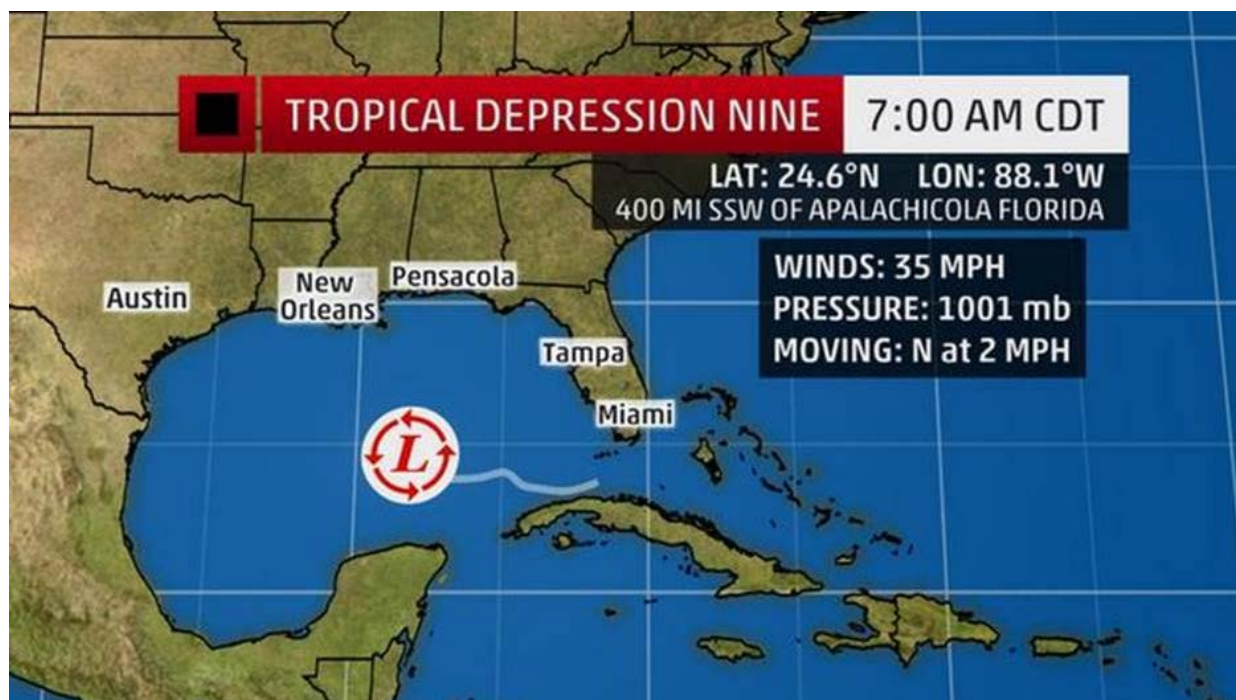 TROPICAL DEPRESSION NINE 7:00 AM CDT
LAT: 24.6°N LON: 88.1°W
400 MI SSW OF APALACHICOLA FLORIDA
WINDS: 35 MPH
PRESSURE: 1001 mb
MOVING: N at 2 MPH
Austin
New
Orleans
Pensacola
Tampa
Miami
L